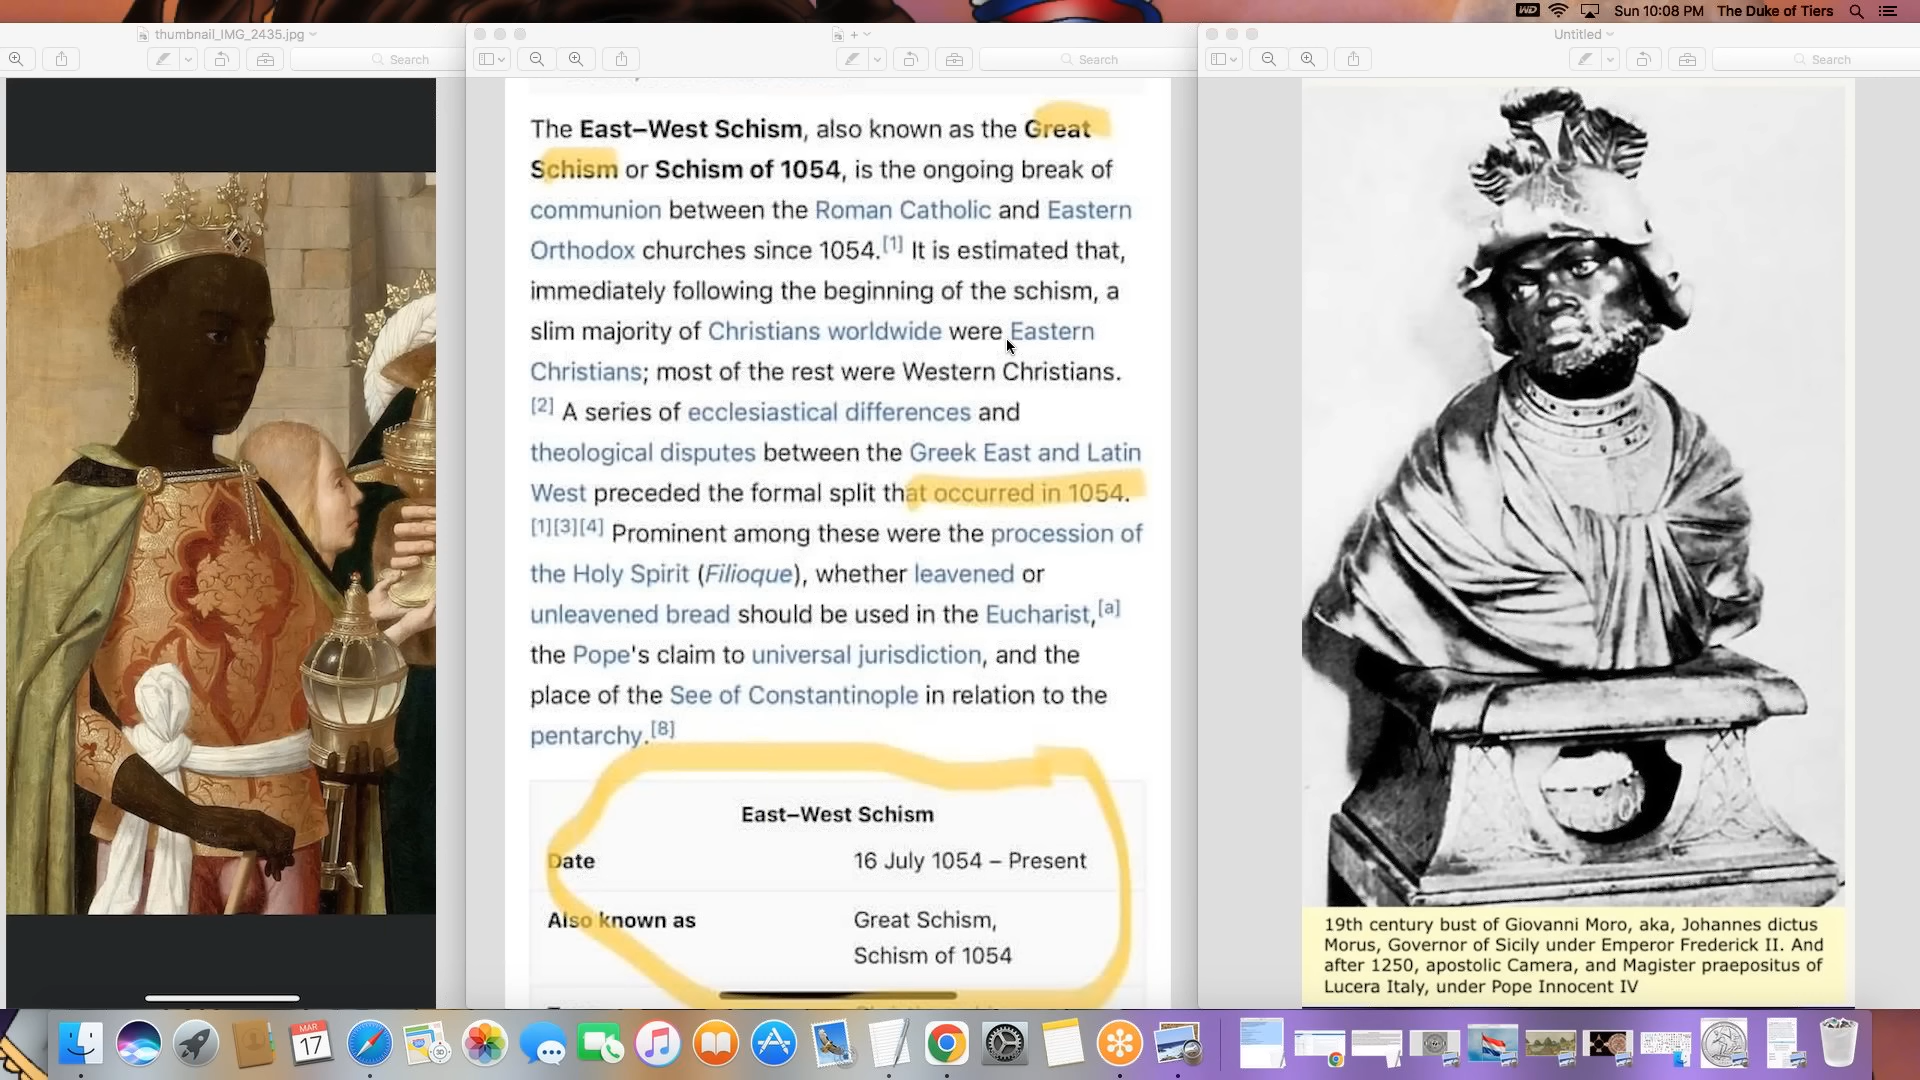 WD
Sun 10:08 PM The Duke of Tiers
thumbnail_IMG_2435.jpg
+
Untitled
Search
Search
Search
The East–West Schism, also known as the Great
Schism or Schism of 1054, is the ongoing break of
communion between the Roman Catholic and Eastern
Orthodox churches since 1054.[1] It is estimated that,
immediately following the beginning of the schism, a
slim majority of Christians worldwide were Eastern
Christians; most of the rest were Western Christians.
[2] A series of ecclesiastical differences and
theological disputes between the Greek East and Latin
West preceded the formal split that occurred in 1054.
[1][3][4] Prominent among these were the procession of
the Holy Spirit (Filioque), whether leavened or
unleavened bread should be used in the Eucharist,[a]
the Pope's claim to universal jurisdiction, and the
place of the See of Constantinople in relation to the
pentarchy.[8]
East–West Schism
Date 16 July 1054 – Present
Also known as Great Schism,
Schism of 1054
19th century bust of Giovanni Moro, aka, Johannes dictus
Morus, Governor of Sicily under Emperor Frederick II. And
after 1250, apostolic Camera, and Magister praepositus of
Lucera Italy, under Pope Innocent IV
MAR
17